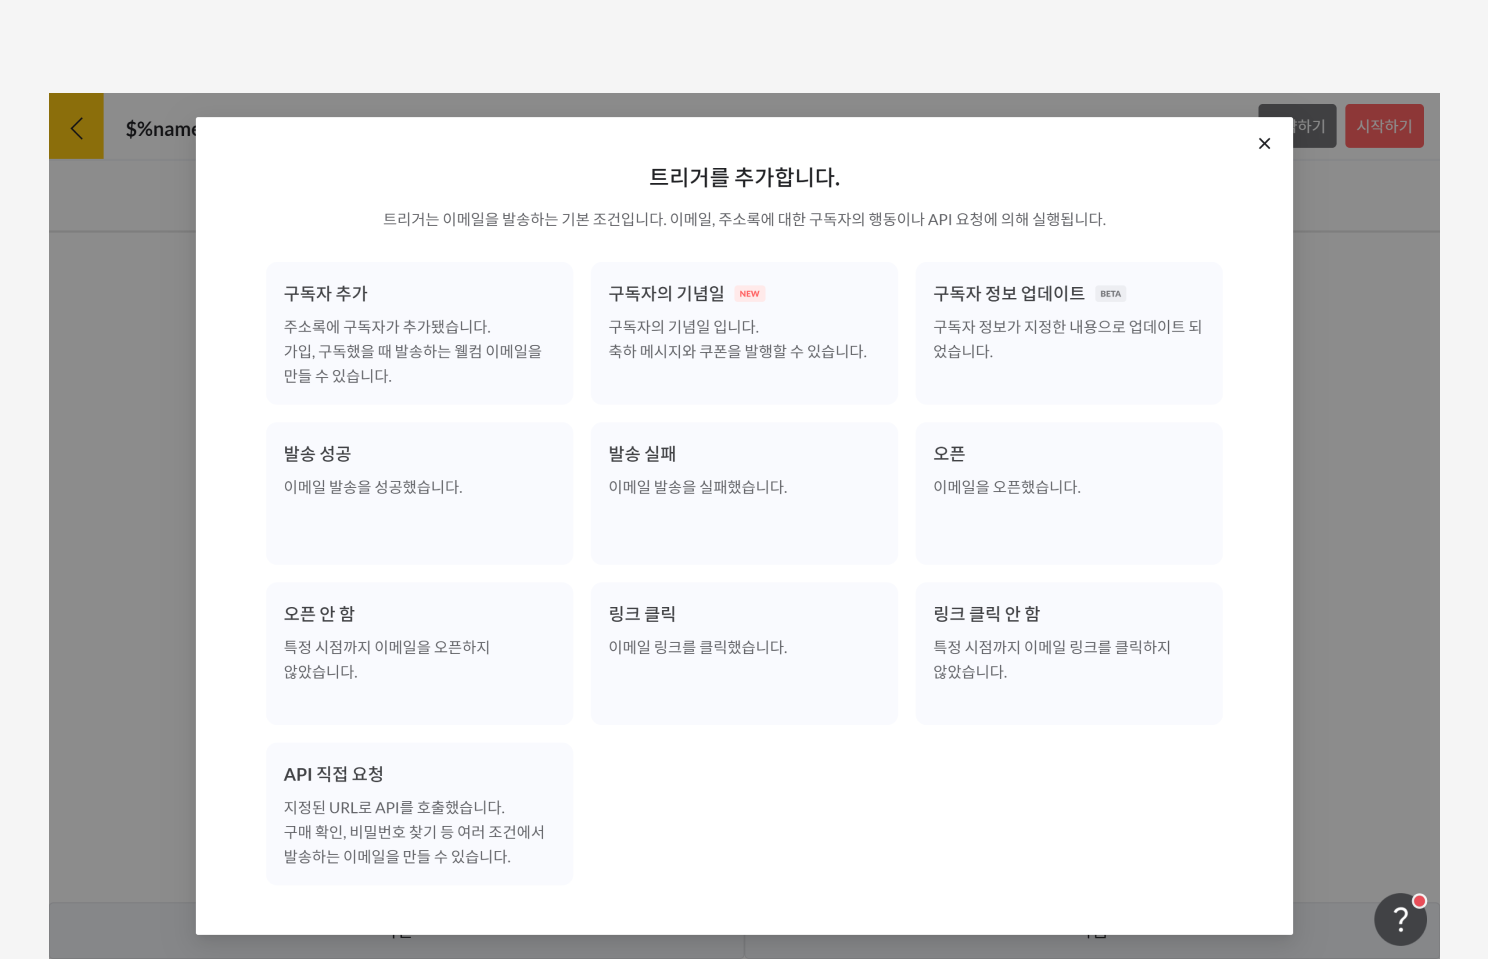 $%name
하기
시작하기
트리거를 추가합니다.
트리거는 이메일을 발송하는 기본 조건입니다. 이메일, 주소록에 대한 구독자의 행동이나 API 요청에 의해 실행됩니다.
구독자 추가
주소록에 구독자가 추가됐습니다.
가입, 구독했을 때 발송하는 웰컴 이메일을
만들 수 있습니다.
구독자의 기념일 NEW
구독자의 기념일 입니다.
축하 메시지와 쿠폰을 발행할 수 있습니다.
구독자 정보 업데이트 BETA
구독자 정보가 지정한 내용으로 업데이트 되
었습니다.
발송 성공
이메일 발송을 성공했습니다.
발송 실패
이메일 발송을 실패했습니다.
오픈
이메일을 오픈했습니다.
오픈 안 함
특정 시점까지 이메일을 오픈하지
않았습니다.
링크 클릭
이메일 링크를 클릭했습니다.
링크 클릭 안 함
특정 시점까지 이메일 링크를 클릭하지
않았습니다.
API 직접 요청
지정된 URL로 API를 호출했습니다.
구매 확인, 비밀번호 찾기 등 여러 조건에서
발송하는 이메일을 만들 수 있습니다.
?